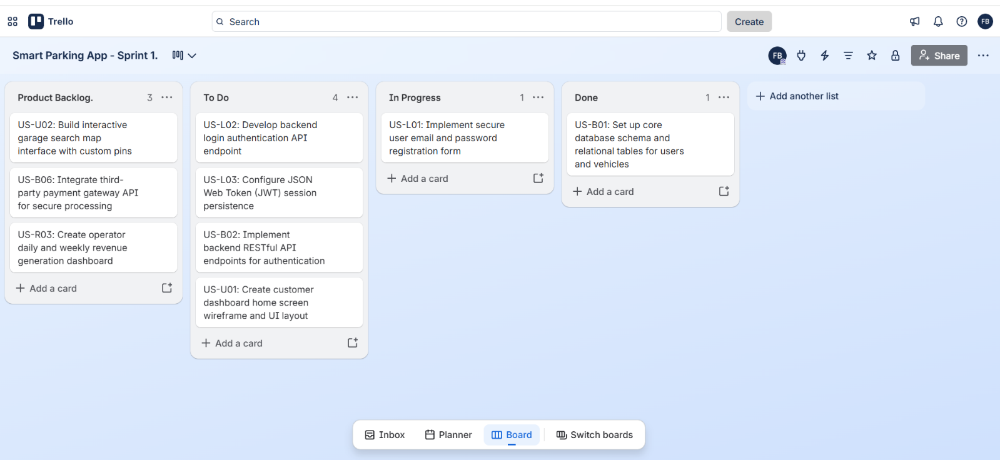 Trello
Search
Create
FB
Smart Parking App - Sprint 1.
FB
Share
Product Backlog.
3
US-U02: Build interactive
garage search map
interface with custom pins
US-B06: Integrate third-
party payment gateway API
for secure processing
US-R03: Create operator
daily and weekly revenue
generation dashboard
Add a card
To Do
4
US-L02: Develop backend
login authentication API
endpoint
US-L03: Configure JSON
Web Token (JWT) session
persistence
US-B02: Implement
backend RESTful API
endpoints for authentication
US-U01: Create customer
dashboard home screen
wireframe and UI layout
Add a card
In Progress
1
US-L01: Implement secure
user email and password
registration form
Add a card
Done
1
US-B01: Set up core
database schema and
relational tables for users
and vehicles
Add a card
Add another list
Inbox
Planner
Board
Switch boards